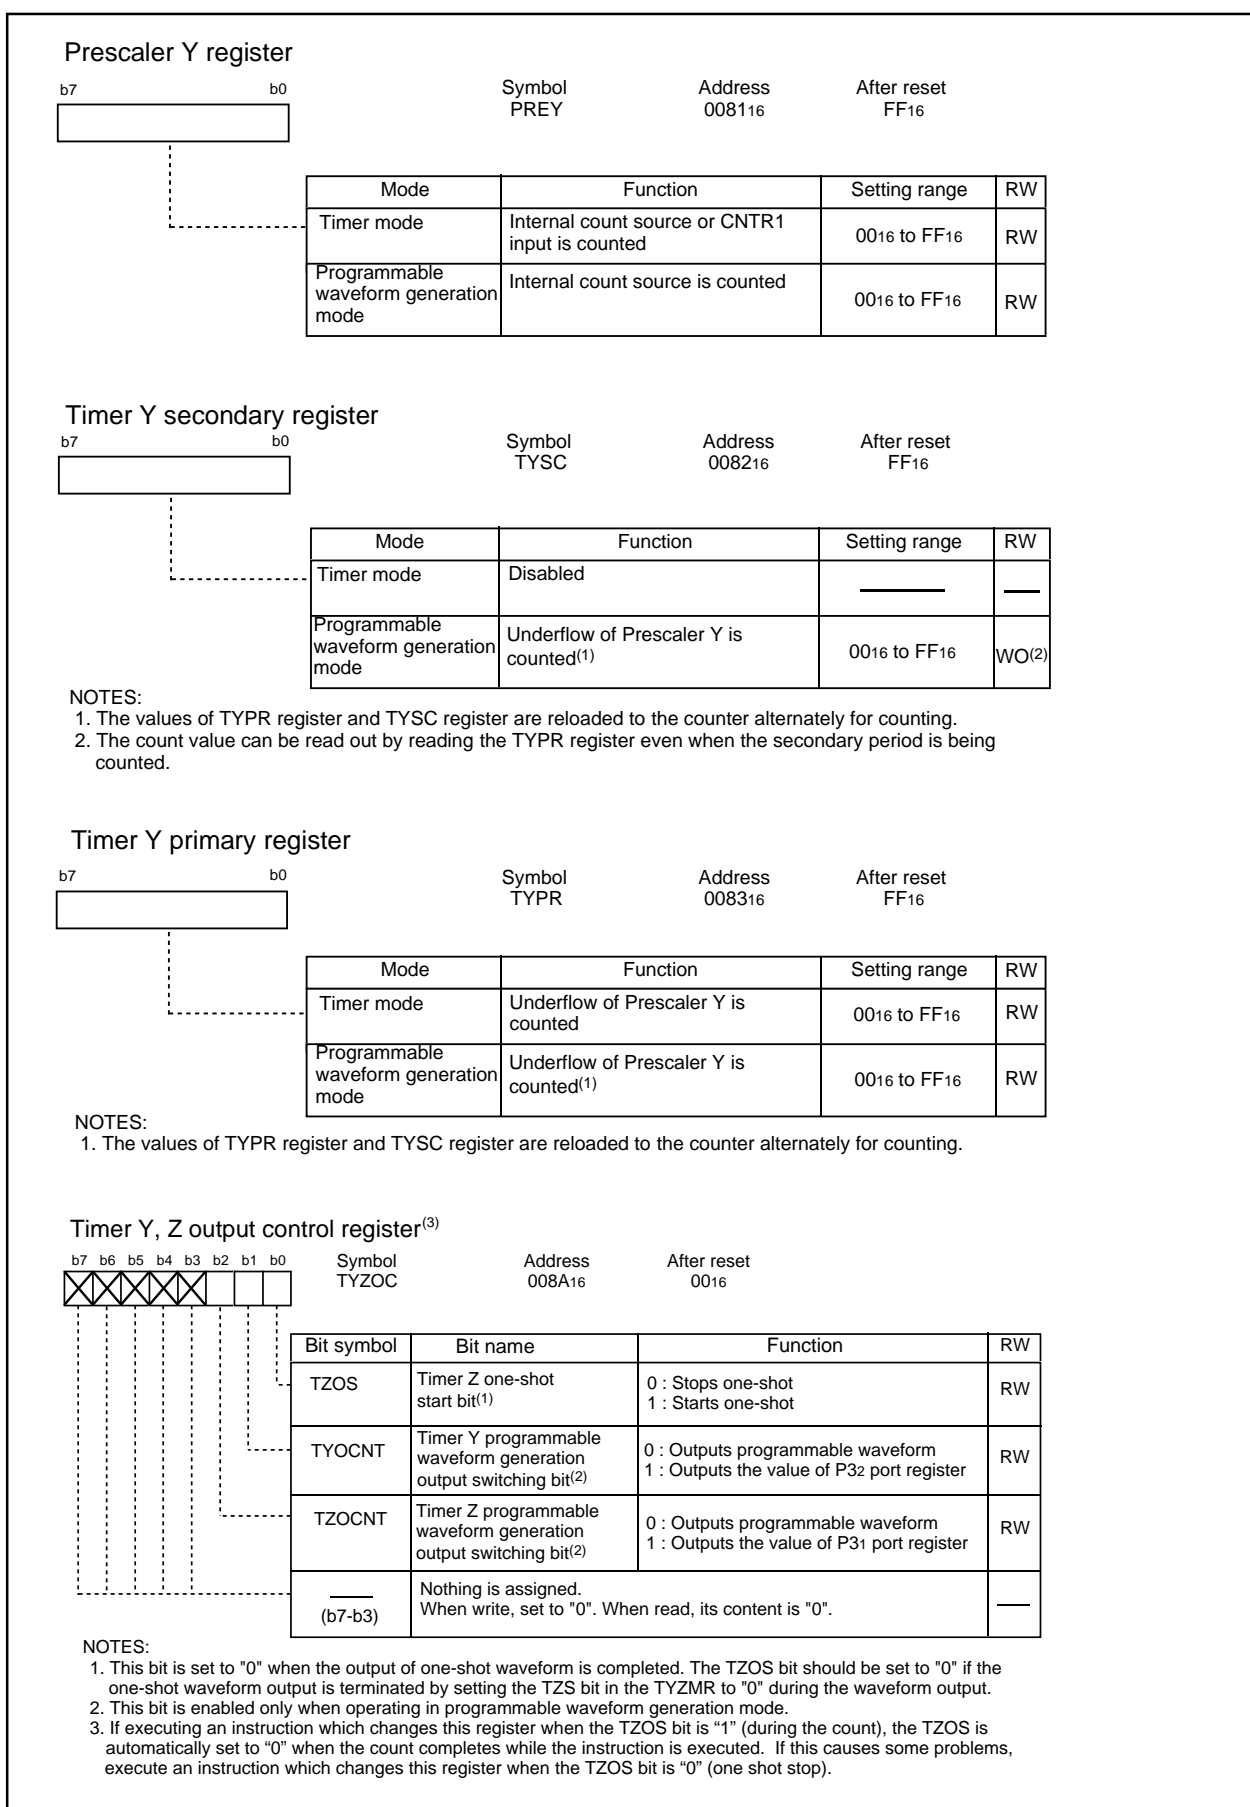 Prescaler Y register
b7 b0 Symbol Address After reset
PREY 008116 FF16
Mode Function Setting range RW
Timer mode Internal count source or CNTR1
input is counted 0016 to FF16 RW
Programmable
waveform generation
mode Internal count source is counted 0016 to FF16 RW
Timer Y secondary register
b7 b0 Symbol Address After reset
TYSC 008216 FF16
Mode Function Setting range RW
Timer mode Disabled
Programmable
waveform generation
mode Underflow of Prescaler Y is
counted(1) 0016 to FF16 WO(2)
NOTES:
1. The values of TYPR register and TYSC register are reloaded to the counter alternately for counting.
2. The count value can be read out by reading the TYPR register even when the secondary period is being
counted.
Timer Y primary register
b7 b0 Symbol Address After reset
TYPR 008316 FF16
Mode Function Setting range RW
Timer mode Underflow of Prescaler Y is
counted 0016 to FF16 RW
Programmable
waveform generation
mode Underflow of Prescaler Y is
counted(1) 0016 to FF16 RW
NOTES:
1. The values of TYPR register and TYSC register are reloaded to the counter alternately for counting.
Timer Y, Z output control register(3)
b7 b6 b5 b4 b3 b2 b1 b0 Symbol Address After reset
TYZOC 008A16 0016
Bit symbol Bit name Function RW
TZOS Timer Z one-shot
start bit(1) 0 : Stops one-shot
1 : Starts one-shot RW
TYOCNT Timer Y programmable
waveform generation
output switching bit(2) 0 : Outputs programmable waveform
1 : Outputs the value of P32 port register RW
TZOCNT Timer Z programmable
waveform generation
output switching bit(2) 0 : Outputs programmable waveform
1 : Outputs the value of P31 port register RW
(b7-b3) Nothing is assigned.
When write, set to "0". When read, its content is "0".
NOTES:
1. This bit is set to "0" when the output of one-shot waveform is completed. The TZOS bit should be set to "0" if the
one-shot waveform output is terminated by setting the TZS bit in the TYZMR to "0" during the waveform output.
2. This bit is enabled only when operating in programmable waveform generation mode.
3. If executing an instruction which changes this register when the TZOS bit is “1” (during the count), the TZOS is
automatically set to “0” when the count completes while the instruction is executed. If this causes some problems,
execute an instruction which changes this register when the TZOS bit is “0” (one shot stop).